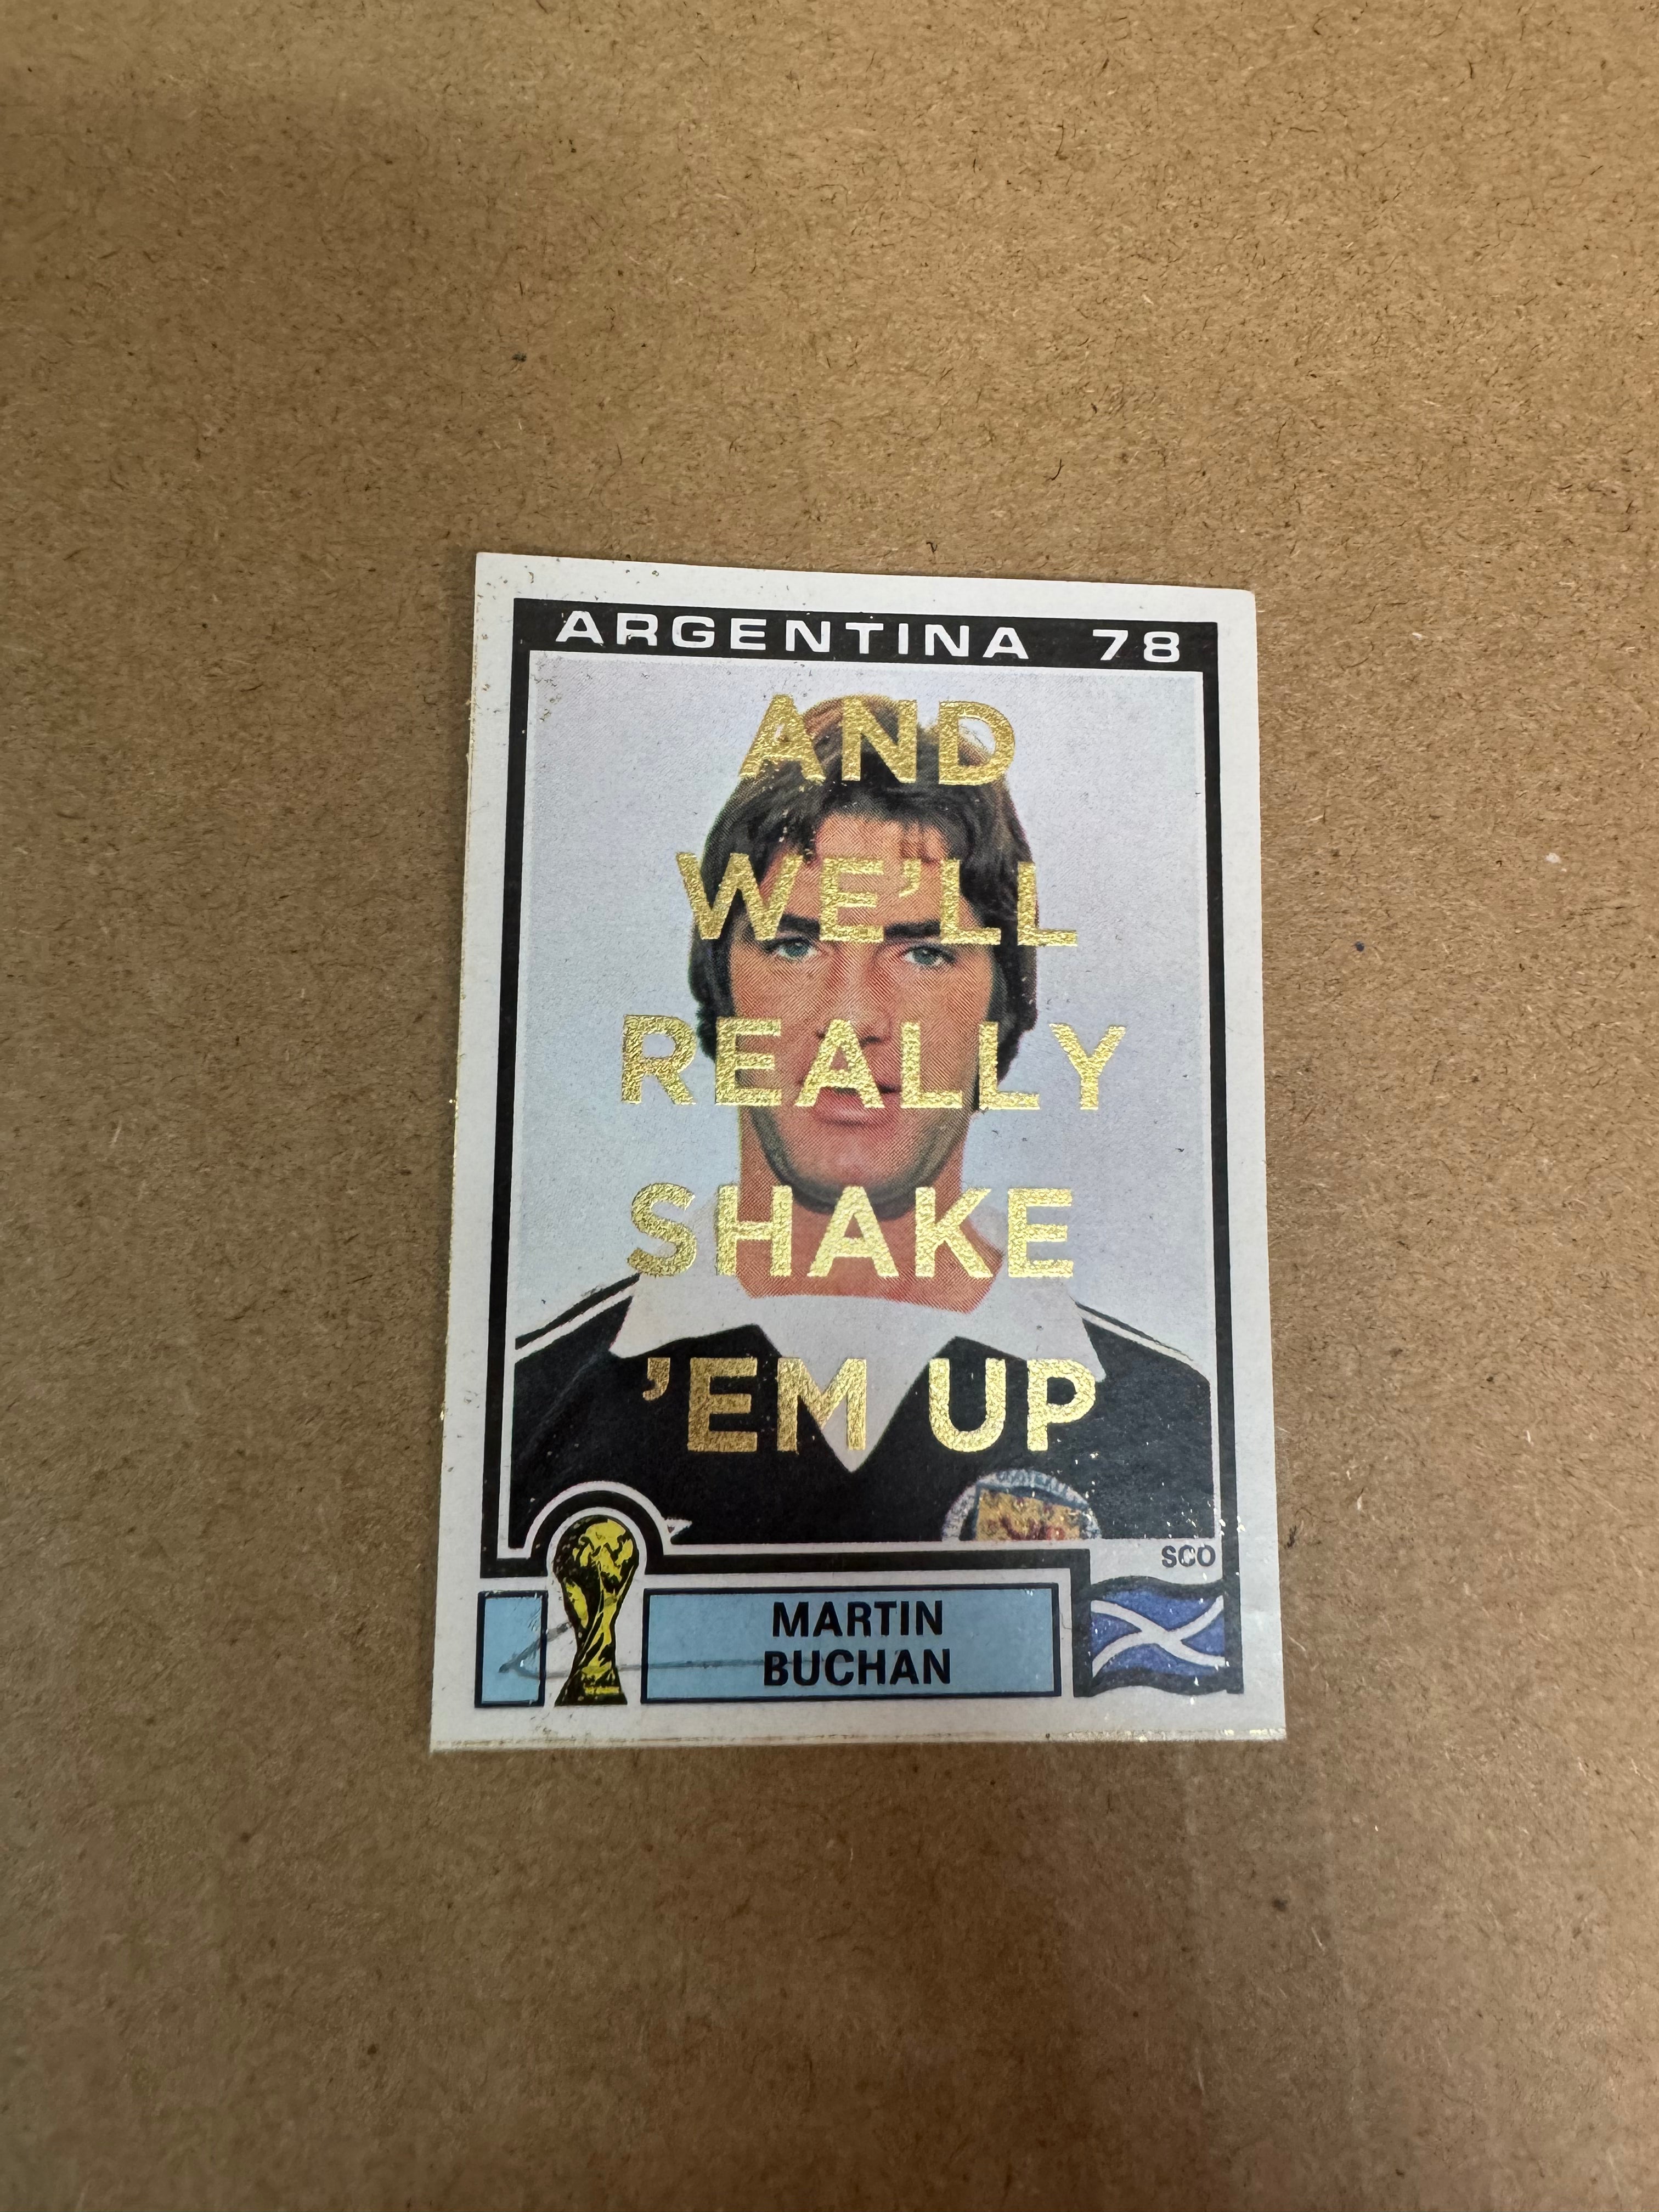 ARGENTINA 78
AND
WE'LL
REALLY
SHAKE
'EM UP
SCO
MARTIN
BUCHAN